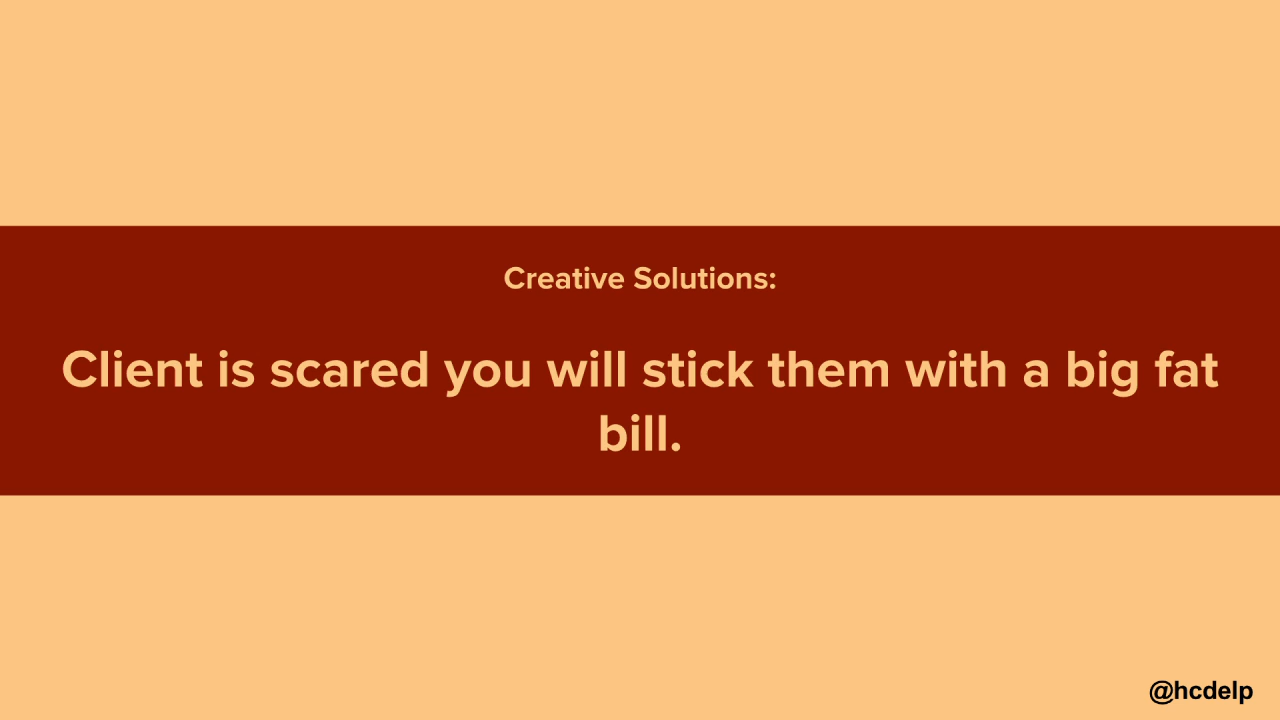 Creative Solutions:
Client is scared you will stick them with a big fat
bill.
@hcdelp